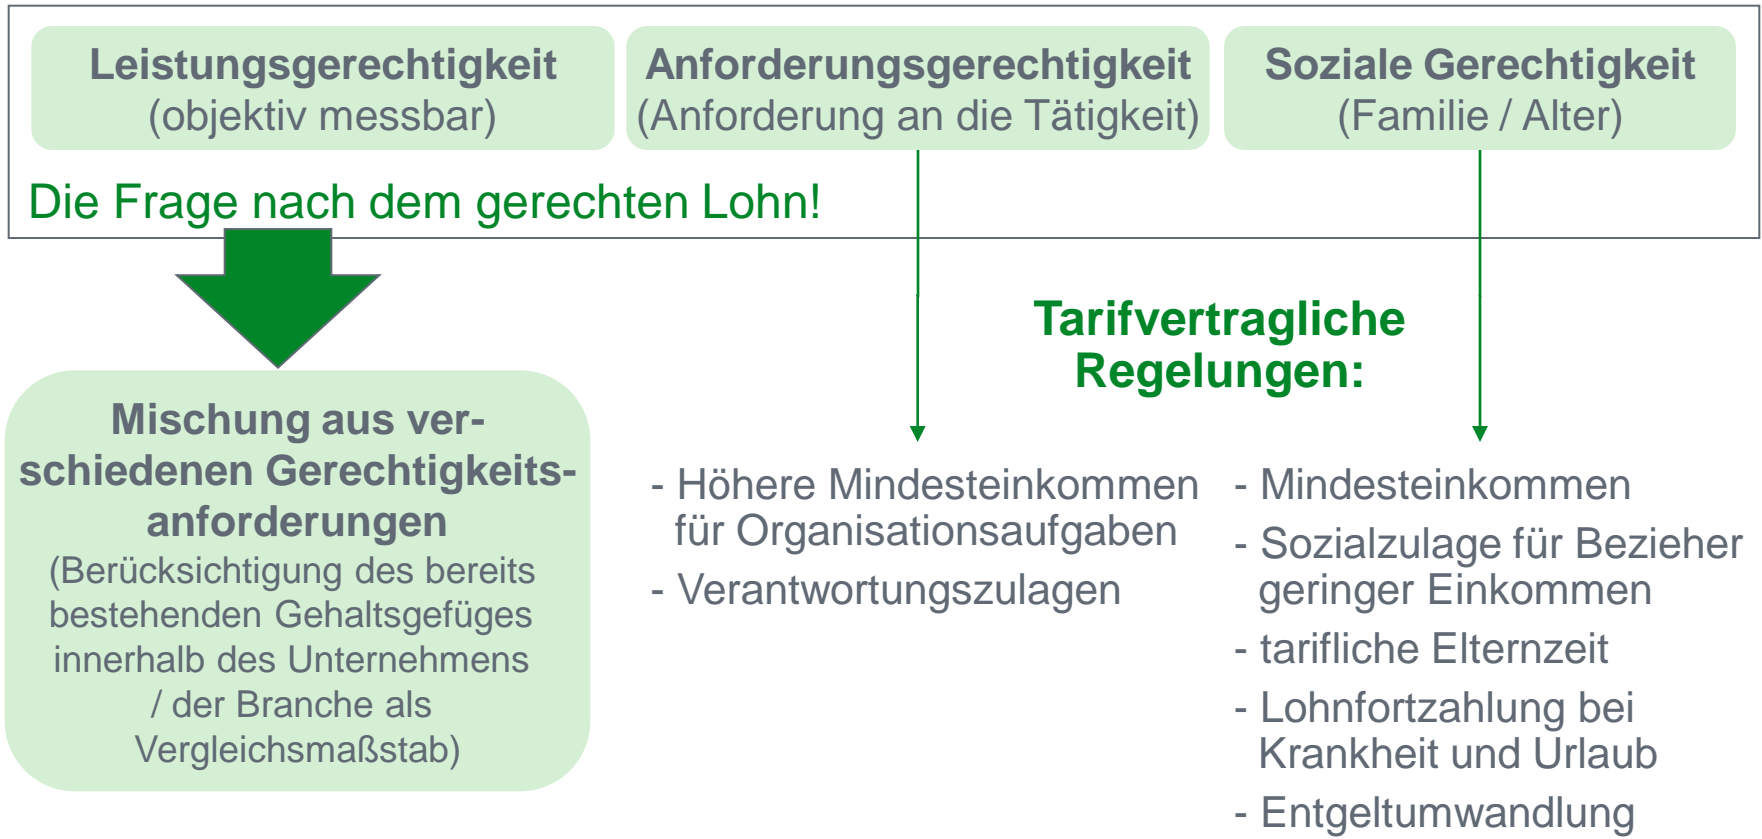 Leistungsgerechtigkeit
(objektiv messbar)
Anforderungsgerechtigkeit
(Anforderung an die Tätigkeit)
Soziale Gerechtigkeit
(Familie / Alter)
Die Frage nach dem gerechten Lohn!
Mischung aus ver-
schiedenen Gerechtigkeits-
anforderungen
(Berücksichtigung des bereits
bestehenden Gehaltsgefüges
innerhalb des Unternehmens
/ der Branche als
Vergleichsmaßstab)
Tarifvertragliche
Regelungen:
- Höhere Mindesteinkommen
für Organisationsaufgaben
- Verantwortungszulagen
- Mindesteinkommen
- Sozialzulage für Bezieher
geringer Einkommen
- tarifliche Elternzeit
- Lohnfortzahlung bei
Krankheit und Urlaub
- Entgeltumwandlung